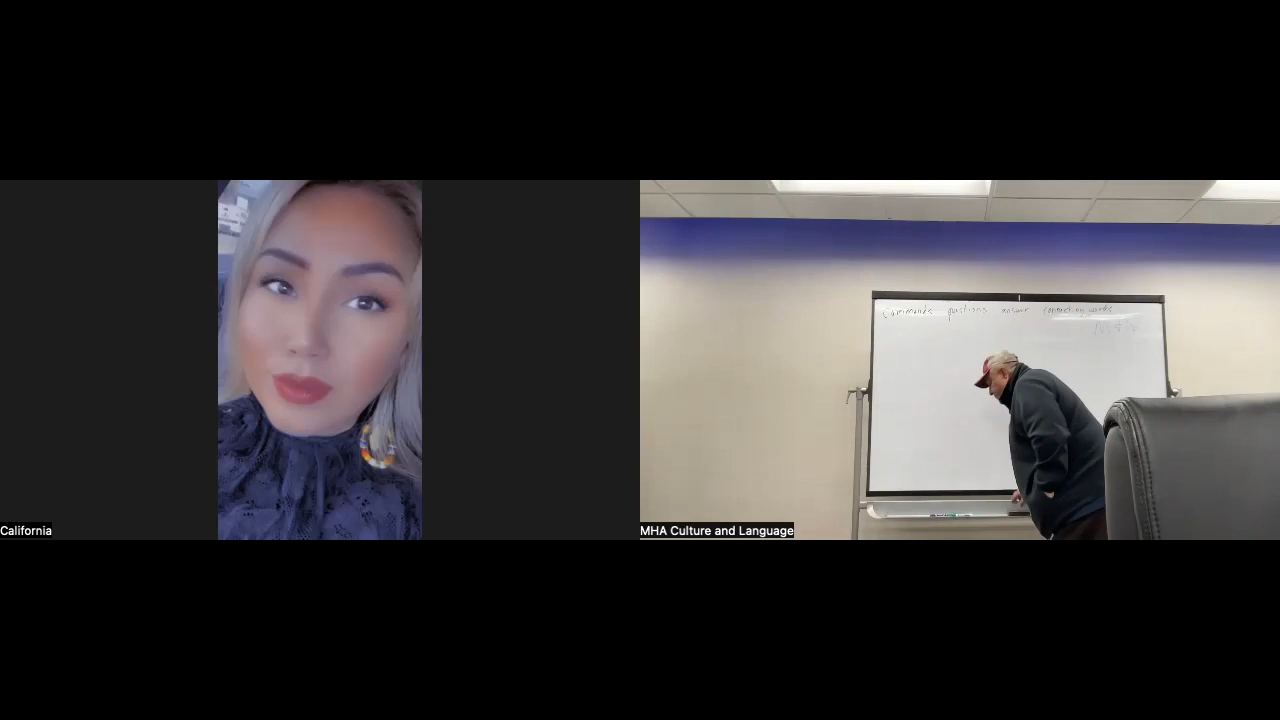 commands questions answer connecting words
California
MHA Culture and Language